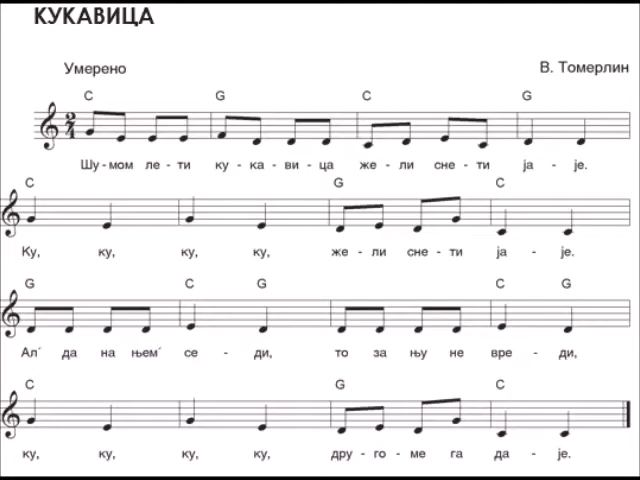 КУКАВИЦА
Умерено
В. Томерлин
C G C G
2
4
Шу - мом ле - ти ку - ка - ви - ца же - ли сне - ти ја - је.
C G C
Ку, ку, ку, ку, же - ли сне - ти ја - је.
G C G C G
Ал´ да на њем´ се - ди, то за њу не вре - ди,
C G C
ку, ку, ку, ку, дру - го - ме га да - је.